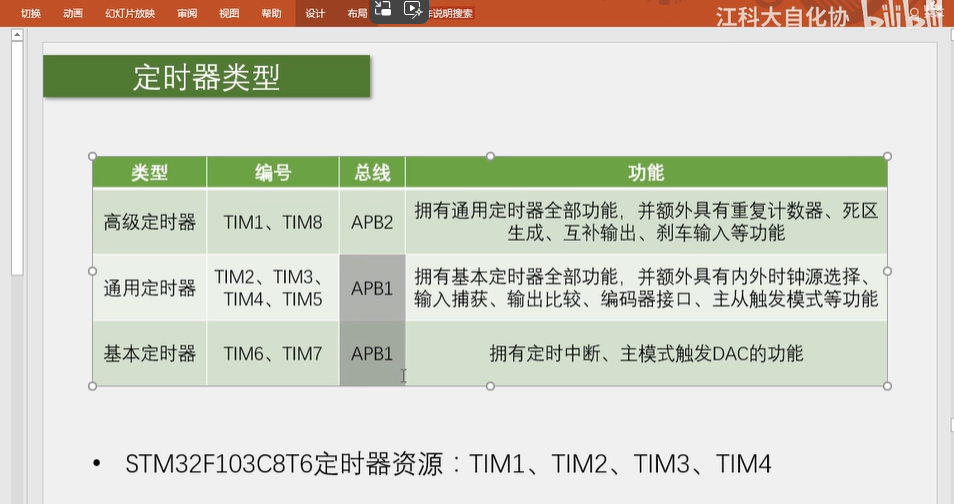 切换 动画 幻灯片放映 审阅 视图 帮助 设计 布局 作说明搜索
江科大自化协 bilibili
定时器类型
类型 编号 总线 功能
高级定时器 TIM1、TIM8 APB2 拥有通用定时器全部功能，并额外具有重复计数器、死区
生成、互补输出、刹车输入等功能
通用定时器 TIM2、TIM3、
TIM4、TIM5 APB1 拥有基本定时器全部功能，并额外具有内外时钟源选择、
输入捕获、输出比较、编码器接口、主从触发模式等功能
基本定时器 TIM6、TIM7 APB1 拥有定时中断、主模式触发DAC的功能
• STM32F103C8T6定时器资源：TIM1、TIM2、TIM3、TIM4